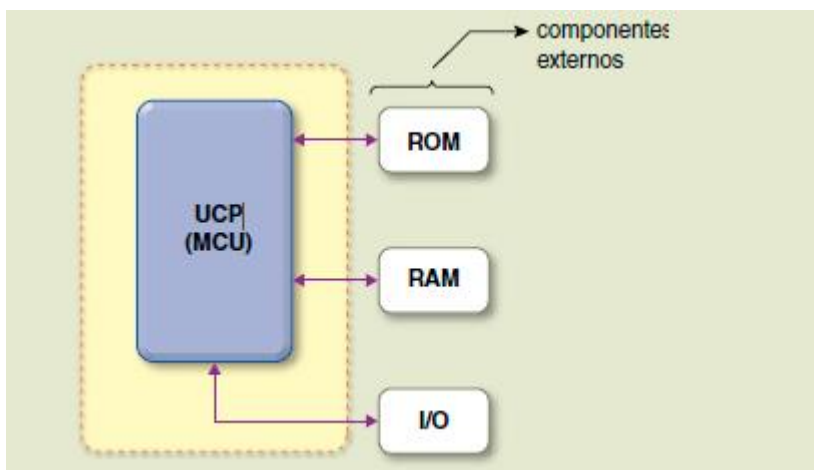 componentes
externos
ROM
UCP
(MCU)
RAM
I/O